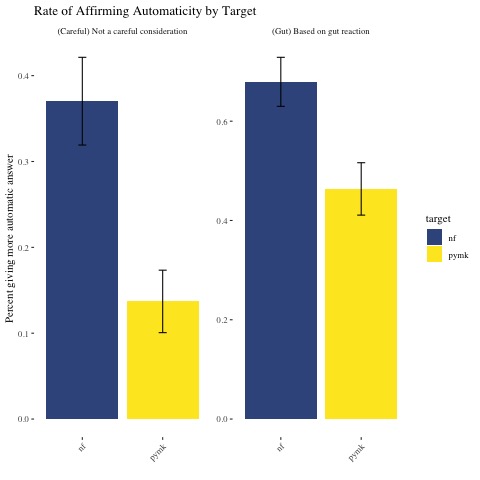 Rate of Affirming Automaticity by Target
(Careful) Not a careful consideration
(Gut) Based on gut reaction
Percent giving more automatic answer
0.4
0.3
0.2
0.1
0.0
nf
pymk
0.6
0.4
0.2
0.0
nf
pymk
target
nf
pymk